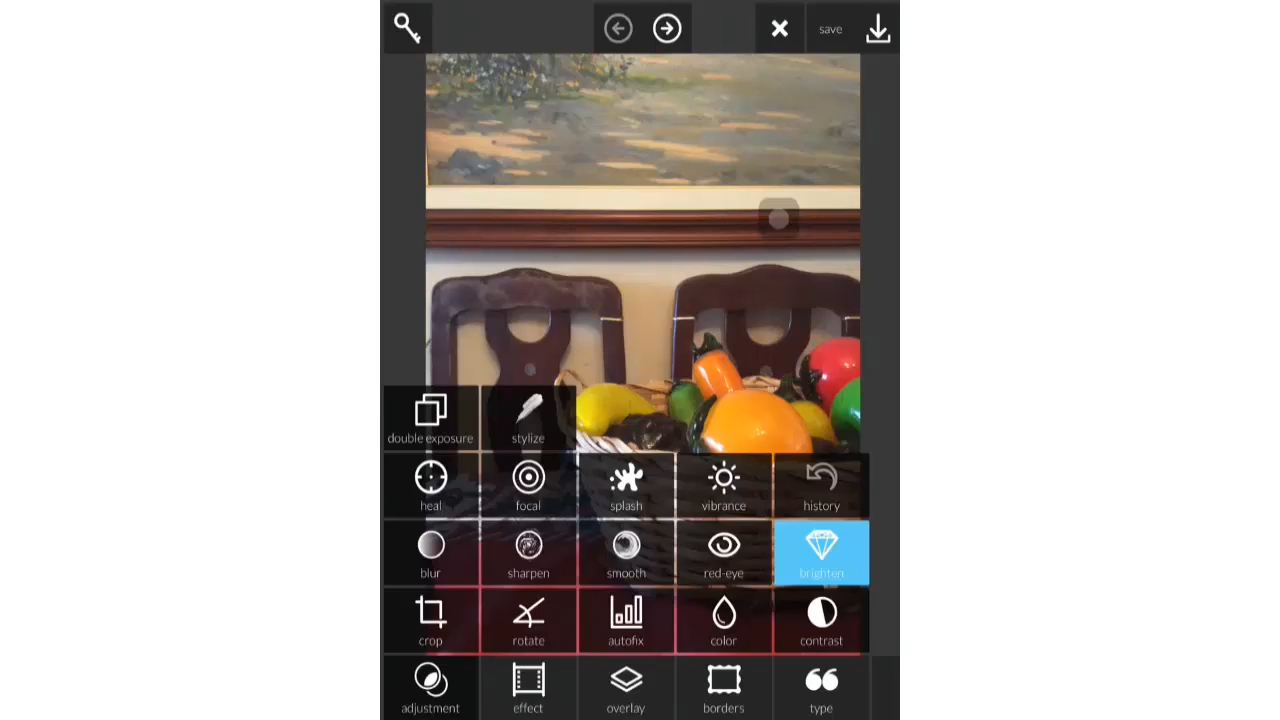 save
double exposure stylize
heal focal splash vibrance history
blur sharpen smooth red-eye brighten
crop rotate autofix color contrast
adjustment effect overlay borders type